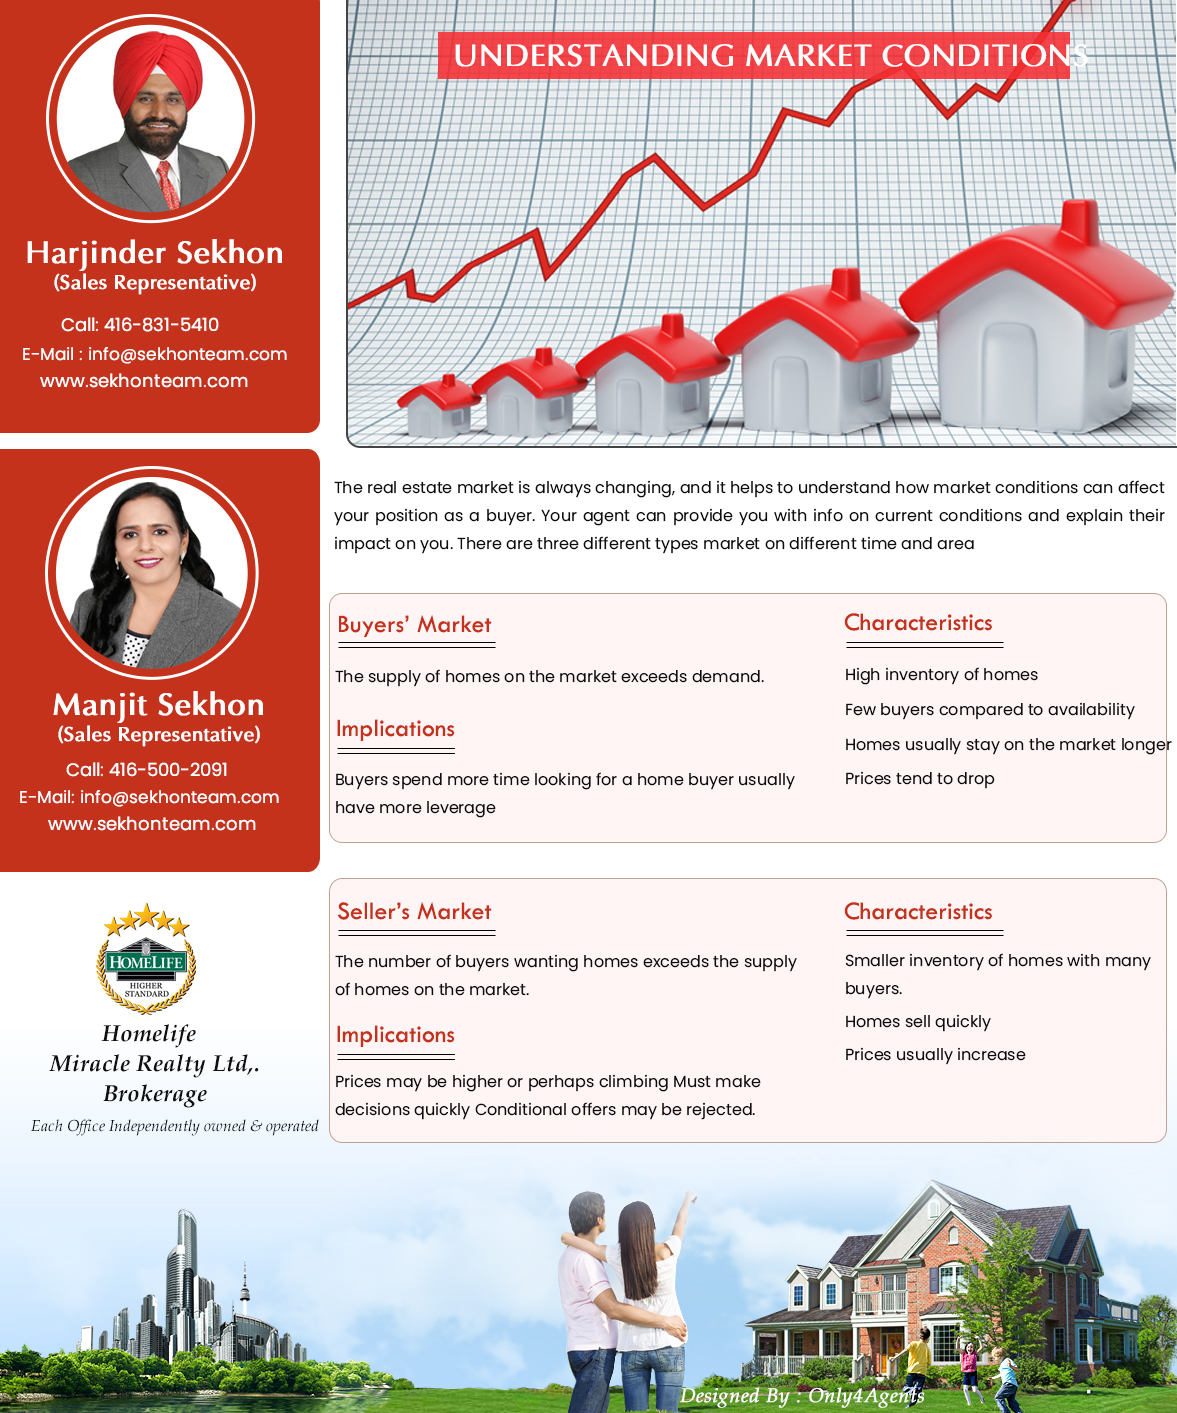 Harjinder Sekhon
(Sales Representative)
Call: 416-831-5410
E-Mail : info@sekhonteam.com
www.sekhonteam.com
Manjit Sekhon
(Sales Representative)
Call: 416-500-2091
E-Mail: info@sekhonteam.com
www.sekhonteam.com
HOMELIFE
HIGHER
STANDARD
Homelife
Miracle Realty Ltd,.
Brokerage
Each Office Independently owned & operated
UNDERSTANDING MARKET CONDITIONS
The real estate market is always changing, and it helps to understand how market conditions can affect
your position as a buyer. Your agent can provide you with info on current conditions and explain their
impact on you. There are three different types market on different time and area
Buyers’ Market
The supply of homes on the market exceeds demand.
Implications
Buyers spend more time looking for a home buyer usually
have more leverage
Characteristics
High inventory of homes
Few buyers compared to availability
Homes usually stay on the market longer
Prices tend to drop
Seller’s Market
The number of buyers wanting homes exceeds the supply
of homes on the market.
Implications
Prices may be higher or perhaps climbing Must make
decisions quickly Conditional offers may be rejected.
Characteristics
Smaller inventory of homes with many
buyers.
Homes sell quickly
Prices usually increase
Designed By : Only4Agents